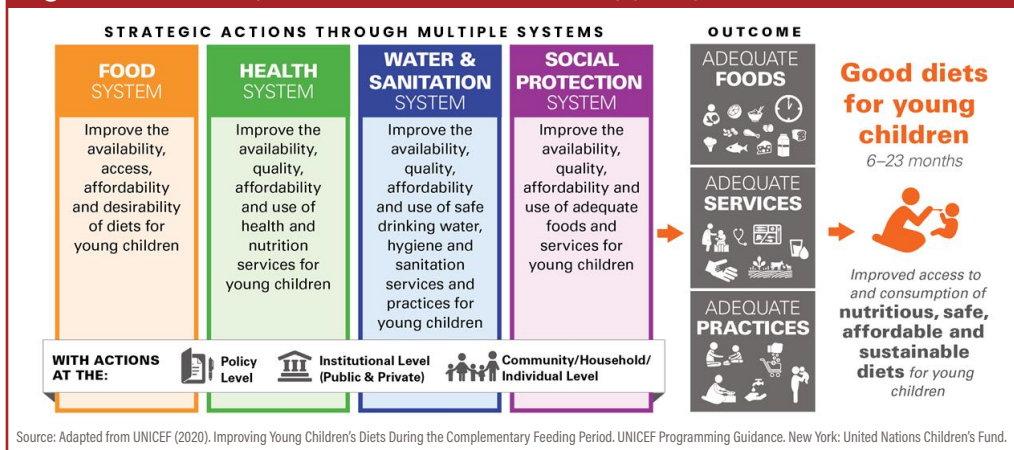 STRATEGIC ACTIONS THROUGH MULTIPLE SYSTEMS
FOOD
SYSTEM
Improve the
availability,
access,
affordability
and desirability
of diets for
young children
HEALTH
SYSTEM
Improve the
availability,
quality,
affordability
and use of
health and
nutrition
services for
young children
WATER &
SANITATION
SYSTEM
Improve the
availability,
quality,
affordability
and use of safe
drinking water,
hygiene and
sanitation
services and
practices for
young children
SOCIAL
PROTECTION
SYSTEM
Improve the
availability,
quality,
affordability and
use of adequate
foods and
services for
young children
WITH ACTIONS
AT THE:
Policy
Level
Institutional Level
(Public & Private)
Community/Household/
Individual Level
OUTCOME
ADEQUATE
FOODS
ADEQUATE
SERVICES
ADEQUATE
PRACTICES
Good diets
for young
children
6–23 months
Improved access to
and consumption of
nutritious, safe,
affordable and
sustainable
diets for young
children
Source: Adapted from UNICEF (2020). Improving Young Children's Diets During the Complementary Feeding Period. UNICEF Programming Guidance. New York: United Nations Children's Fund.